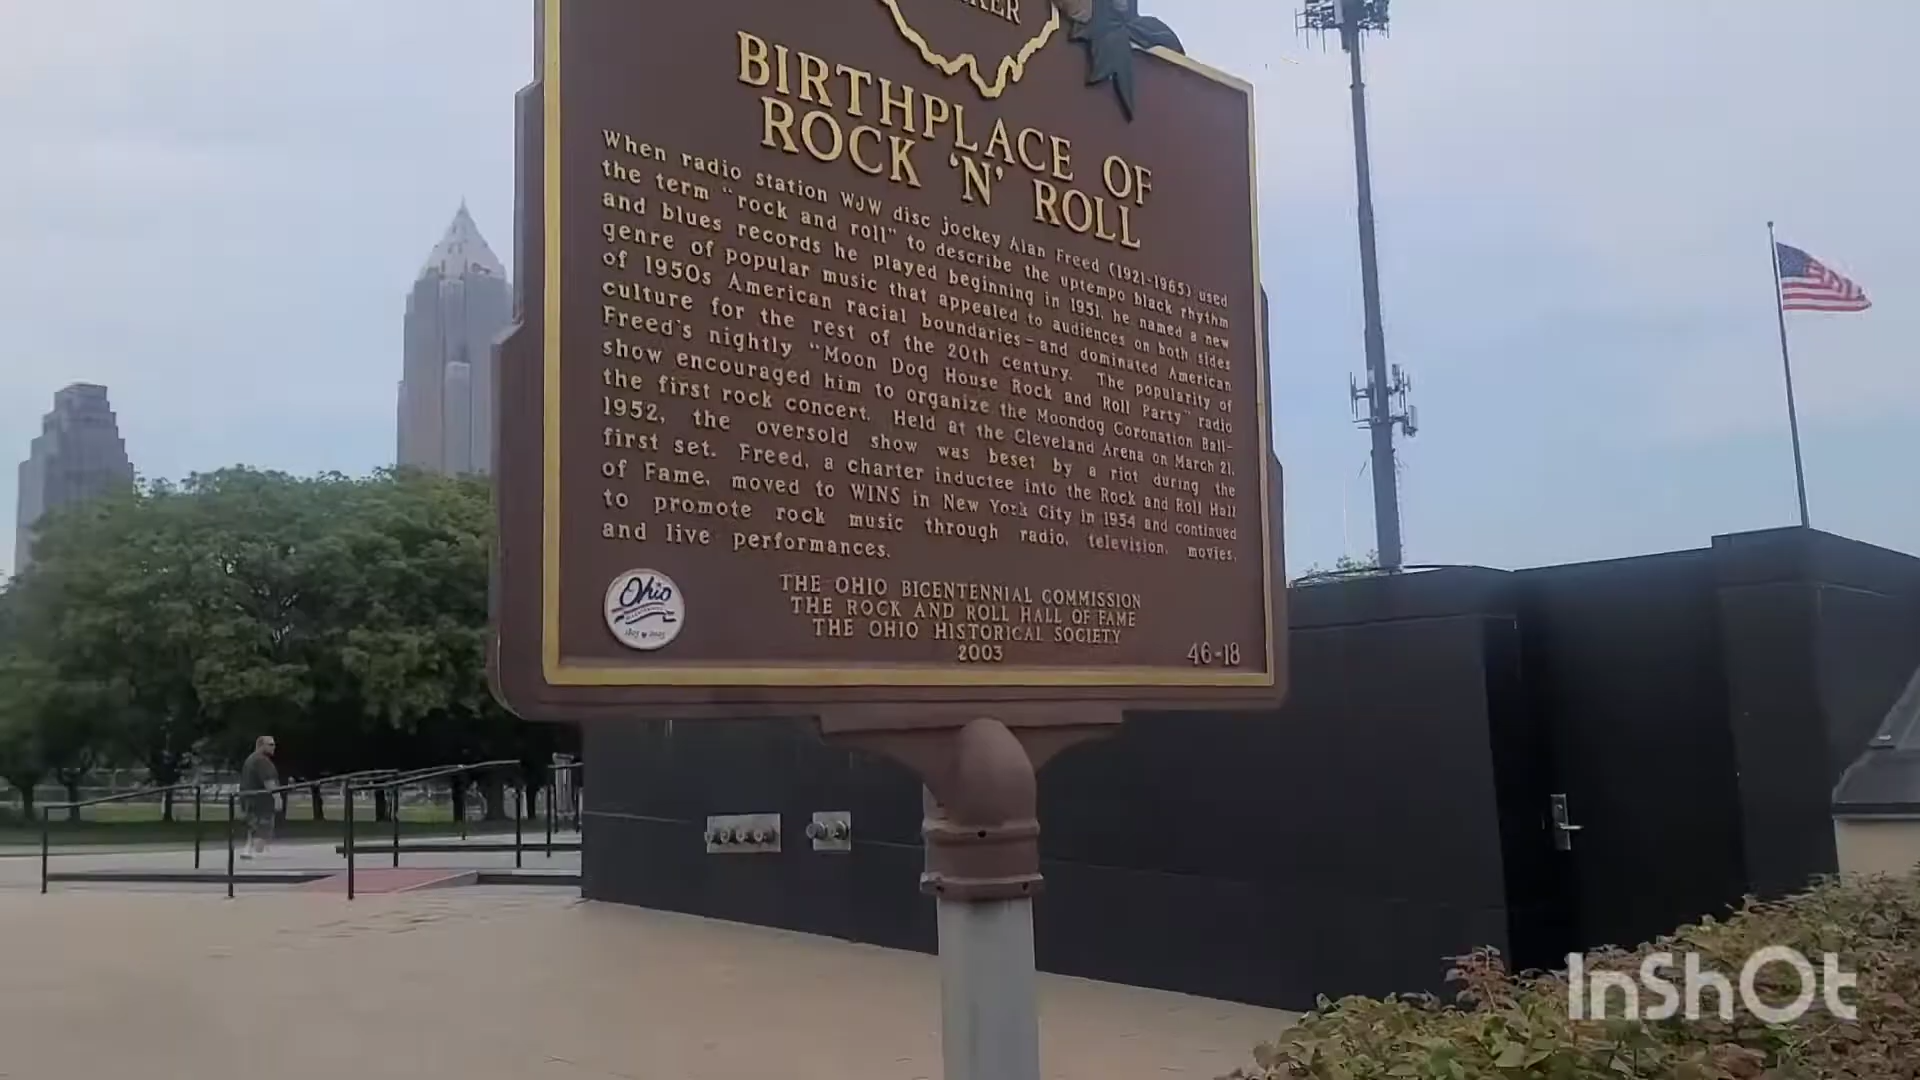 BIRTHPLACE OF
ROCK 'N' ROLL
When radio station WJW disc jockey Alan Freed (1921-1965) used
the term "rock and roll" to describe the uptempo black rhythm
and blues records he played beginning in 1951, he named a new
genre of popular music that appealed to audiences on both sides
of 1950s American racial boundaries-and dominated American
culture for the rest of the 20th century. The popularity of
Freed's nightly "Moon Dog House Rock and Roll Party" radio
show encouraged him to organize the Moondog Coronation Ball-
the first rock concert. Held at the Cleveland Arena on March 21,
1952, the oversold show was beset by a riot during the
first set. Freed, a charter inductee into the Rock and Roll Hall
of Fame, moved to WINS in New York City in 1954 and continued
to promote rock music through radio, television, movies,
and live performances.
THE OHIO BICENTENNIAL COMMISSION
THE ROCK AND ROLL HALL OF FAME
THE OHIO HISTORICAL SOCIETY
2003
46-18
Ohio
InShOt